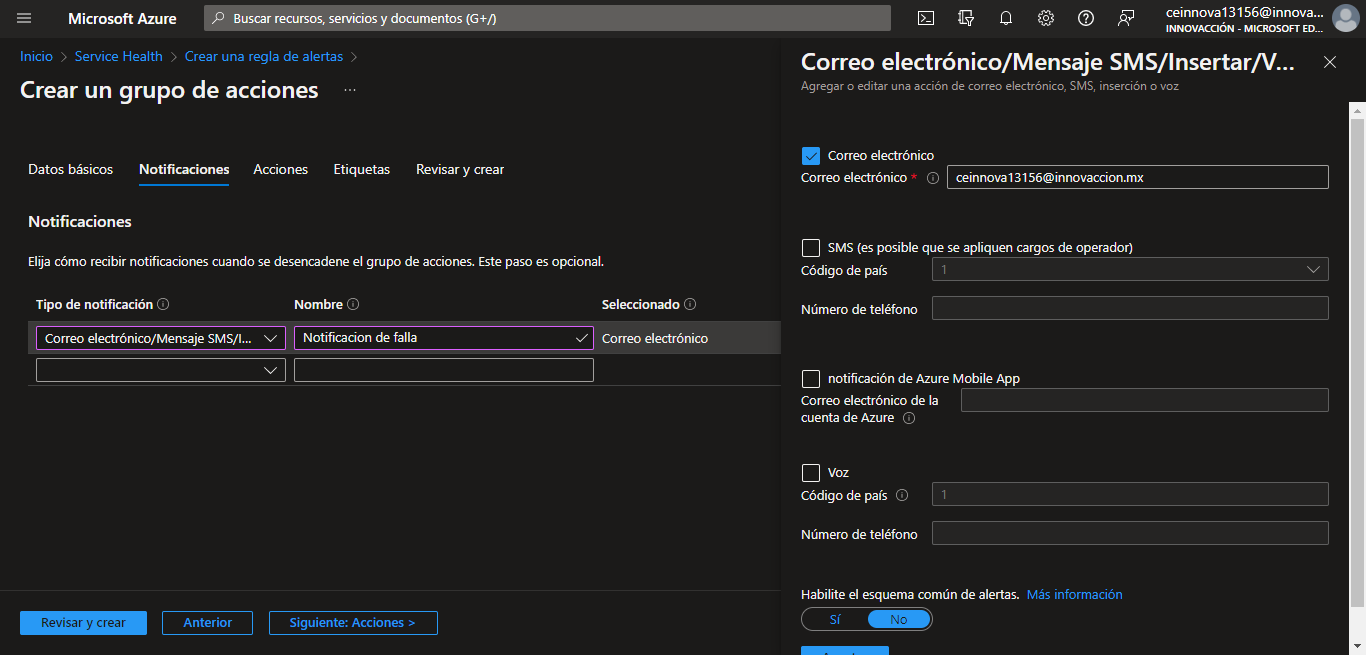 Microsoft Azure
Buscar recursos, servicios y documentos (G+/)
ceinnova13156@innova...
INNOVACCIÓN - MICROSOFT ED...
Inicio > Service Health > Crear una regla de alertas >
Crear un grupo de acciones ...
Datos básicos Notificaciones Acciones Etiquetas Revisar y crear
Notificaciones
Elija cómo recibir notificaciones cuando se desencadene el grupo de acciones. Este paso es opcional.
Tipo de notificación Nombre Seleccionado
Correo electrónico/Mensaje SMS/I... Notificacion de falla Correo electrónico
Revisar y crear Anterior Siguiente: Acciones >
Correo electrónico/Mensaje SMS/Insertar/V...
Agregar o editar una acción de correo electrónico, SMS, inserción o voz
Correo electrónico
Correo electrónico * ceinnova13156@innovaccion.mx
SMS (es posible que se apliquen cargos de operador)
Código de país 1
Número de teléfono
notificación de Azure Mobile App
Correo electrónico de la
cuenta de Azure
Voz
Código de país 1
Número de teléfono
Habilite el esquema común de alertas. Más información
Sí No